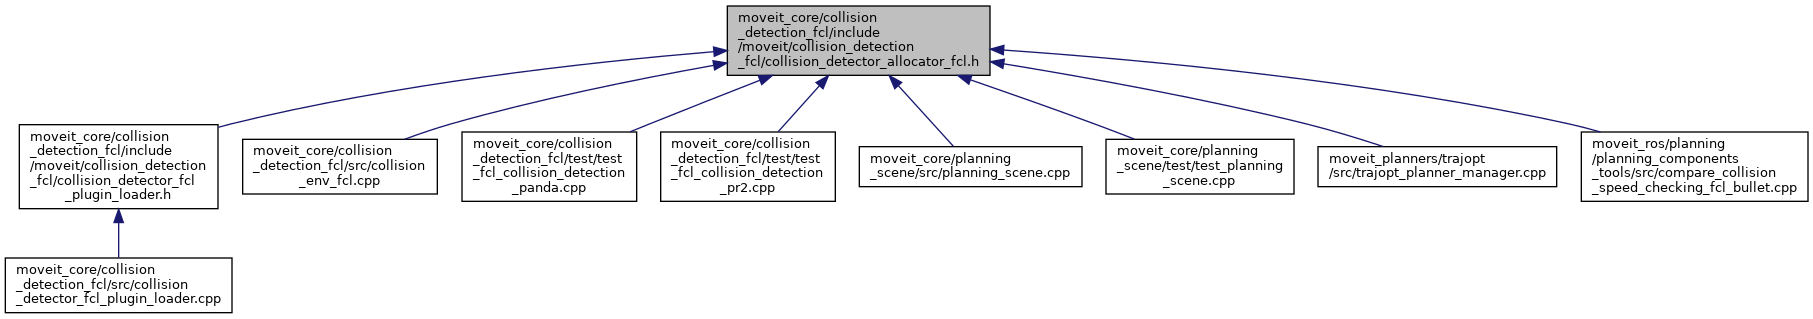 moveit_core/collision
_detection_fcl/include
/moveit/collision_detection
_fcl/collision_detector_allocator_fcl.h
moveit_core/collision
_detection_fcl/include
/moveit/collision_detection
_fcl/collision_detector_fcl
_plugin_loader.h
moveit_core/collision
_detection_fcl/src/collision
_env_fcl.cpp
moveit_core/collision
_detection_fcl/test/test
_fcl_collision_detection
_panda.cpp
moveit_core/collision
_detection_fcl/test/test
_fcl_collision_detection
_pr2.cpp
moveit_core/planning
_scene/src/planning_scene.cpp
moveit_core/planning
_scene/test/test_planning
_scene.cpp
moveit_planners/trajopt
/src/trajopt_planner_manager.cpp
moveit_ros/planning
/planning_components
_tools/src/compare_collision
_speed_checking_fcl_bullet.cpp
moveit_core/collision
_detection_fcl/src/collision
_detector_fcl_plugin_loader.cpp